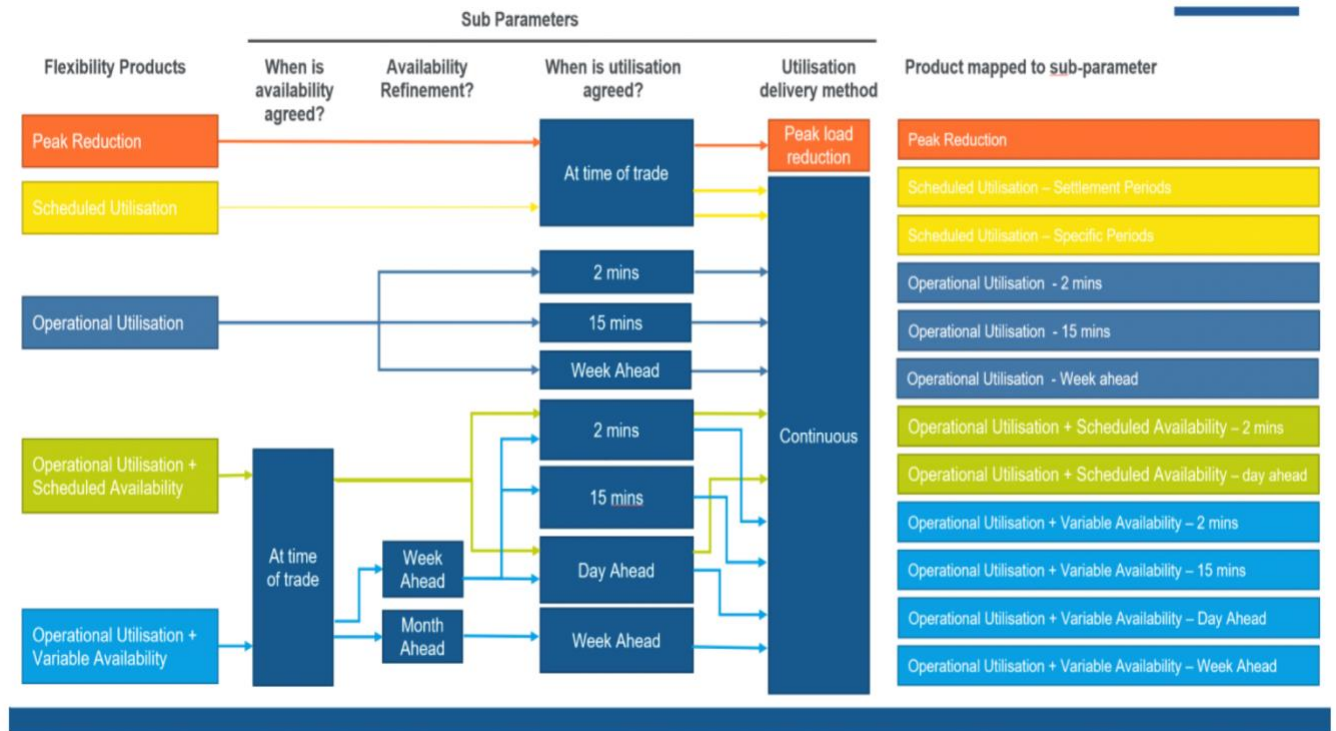 Sub Parameters
Flexibility Products
When is
availability
agreed?
Availability
Refinement?
When is utilisation
agreed?
Utilisation
delivery method
Product mapped to sub-parameter
Peak Reduction
Scheduled Utilisation
Operational Utilisation
Operational Utilisation +
Scheduled Availability
Operational Utilisation +
Variable Availability
At time
of trade
Week
Ahead
Month
Ahead
At time of trade
2 mins
15 mins
Week Ahead
2 mins
15 mins
Day Ahead
Week Ahead
Peak load
reduction
Continuous
Peak Reduction
Scheduled Utilisation – Settlement Periods
Scheduled Utilisation – Specific Periods
Operational Utilisation - 2 mins
Operational Utilisation - 15 mins
Operational Utilisation - Week ahead
Operational Utilisation + Scheduled Availability – 2 mins
Operational Utilisation + Scheduled Availability – day ahead
Operational Utilisation + Variable Availability – 2 mins
Operational Utilisation + Variable Availability – 15 mins
Operational Utilisation + Variable Availability – Day Ahead
Operational Utilisation + Variable Availability – Week Ahead